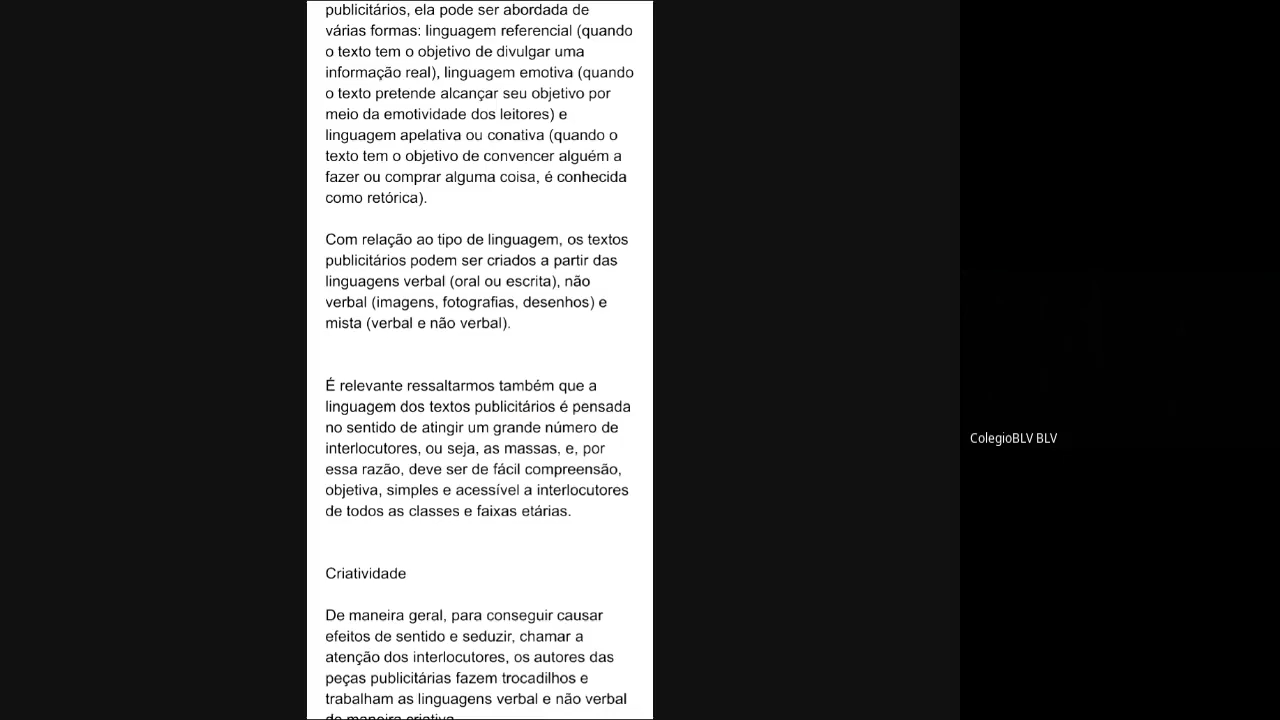 publicitários, ela pode ser abordada de
várias formas: linguagem referencial (quando
o texto tem o objetivo de divulgar uma
informação real), linguagem emotiva (quando
o texto pretende alcançar seu objetivo por
meio da emotividade dos leitores) e
linguagem apelativa ou conativa (quando o
texto tem o objetivo de convencer alguém a
fazer ou comprar alguma coisa, é conhecida
como retórica).
Com relação ao tipo de linguagem, os textos
publicitários podem ser criados a partir das
linguagens verbal (oral ou escrita), não
verbal (imagens, fotografias, desenhos) e
mista (verbal e não verbal).
É relevante ressaltarmos também que a
linguagem dos textos publicitários é pensada
no sentido de atingir um grande número de
interlocutores, ou seja, as massas, e, por
essa razão, deve ser de fácil compreensão,
objetiva, simples e acessível a interlocutores
de todos as classes e faixas etárias.
Criatividade
De maneira geral, para conseguir causar
efeitos de sentido e seduzir, chamar a
atenção dos interlocutores, os autores das
peças publicitárias fazem trocadilhos e
trabalham as linguagens verbal e não verbal
de maneira criativa.
ColegioBLV BLV